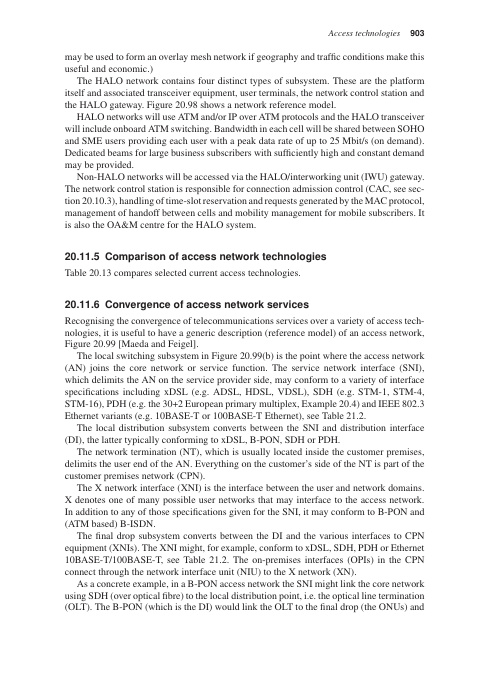 Access technologies 903
may be used to form an overlay mesh network if geography and traffic conditions make this
useful and economic.)
The HALO network contains four distinct types of subsystem. These are the platform
itself and associated transceiver equipment, user terminals, the network control station and
the HALO gateway. Figure 20.98 shows a network reference model.
HALO networks will use ATM and/or IP over ATM protocols and the HALO transceiver
will include onboard ATM switching. Bandwidth in each cell will be shared between SOHO
and SME users providing each user with a peak data rate of up to 25 Mbit/s (on demand).
Dedicated beams for large business subscribers with sufficiently high and constant demand
may be provided.
Non-HALO networks will be accessed via the HALO/interworking unit (IWU) gateway.
The network control station is responsible for connection admission control (CAC, see sec-
tion 20.10.3), handling of time-slot reservation and requests generated by the MAC protocol,
management of handoff between cells and mobility management for mobile subscribers. It
is also the OA&M centre for the HALO system.
20.11.5 Comparison of access network technologies
Table 20.13 compares selected current access technologies.
20.11.6 Convergence of access network services
Recognising the convergence of telecommunications services over a variety of access tech-
nologies, it is useful to have a generic description (reference model) of an access network,
Figure 20.99 [Maeda and Feigel].
The local switching subsystem in Figure 20.99(b) is the point where the access network
(AN) joins the core network or service function. The service network interface (SNI),
which delimits the AN on the service provider side, may conform to a variety of interface
specifications including xDSL (e.g. ADSL, HDSL, VDSL), SDH (e.g. STM-1, STM-4,
STM-16), PDH (e.g. the 30+2 European primary multiplex, Example 20.4) and IEEE 802.3
Ethernet variants (e.g. 10BASE-T or 100BASE-T Ethernet), see Table 21.2.
The local distribution subsystem converts between the SNI and distribution interface
(DI), the latter typically conforming to xDSL, B-PON, SDH or PDH.
The network termination (NT), which is usually located inside the customer premises,
delimits the user end of the AN. Everything on the customer's side of the NT is part of the
customer premises network (CPN).
The X network interface (XNI) is the interface between the user and network domains.
X denotes one of many possible user networks that may interface to the access network.
In addition to any of those specifications given for the SNI, it may conform to B-PON and
(ATM based) B-ISDN.
The final drop subsystem converts between the DI and the various interfaces to CPN
equipment (XNIs). The XNI might, for example, conform to xDSL, SDH, PDH or Ethernet
10BASE-T/100BASE-T, see Table 21.2. The on-premises interfaces (OPIs) in the CPN
connect through the network interface unit (NIU) to the X network (XN).
As a concrete example, in a B-PON access network the SNI might link the core network
using SDH (over optical fibre) to the local distribution point, i.e. the optical line termination
(OLT). The B-PON (which is the DI) would link the OLT to the final drop (the ONUs) and